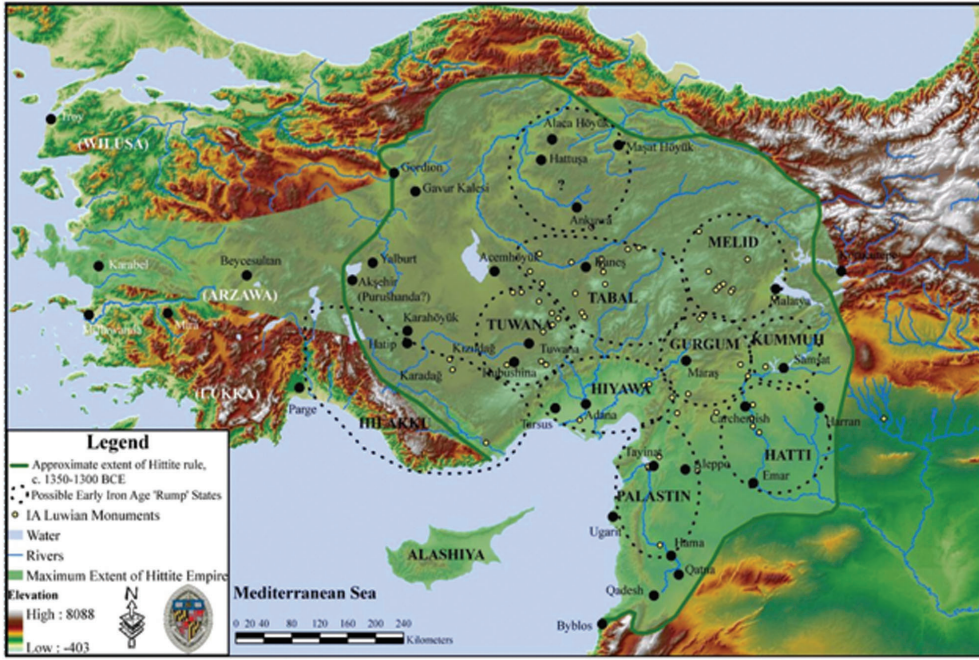 Troy
(WILUSA)
Alaca Höyük
Maşat Höyük
Hattuşa
Gordion
Gavur Kalesi
?
Ankuwa
MELID
Karabel
Beycesultan
Yalburt
Acemhöyük
Kaneş
Akşehir
(Purushanda?)
(ARZAWA)
TABAL
Malatya
Mira
Karahöyük
TUWANA
Hatip
Kızıldağ
Tuwana
GURGUM
KUMMUH
Samsat
Karadağ
Hubushina
Maraş
(LUKKA)
HIYAWA
Parge
Tarsus
Adana
Carchemish
Harran
HILAKKU
Tayinat
Aleppo
HATTI
Emar
PALASTIN
Ugarit
ALASHIYA
Hama
Qatna
Qadesh
Byblos
Mediterranean Sea
0 20 40 80 120 160 200 240
Kilometers
Legend
Approximate extent of Hittite rule,
c. 1350-1300 BCE
Possible Early Iron Age 'Rump' States
IA Luwian Monuments
Water
Rivers
Maximum Extent of Hittite Empire
Elevation
High : 8088
Low : -403
N